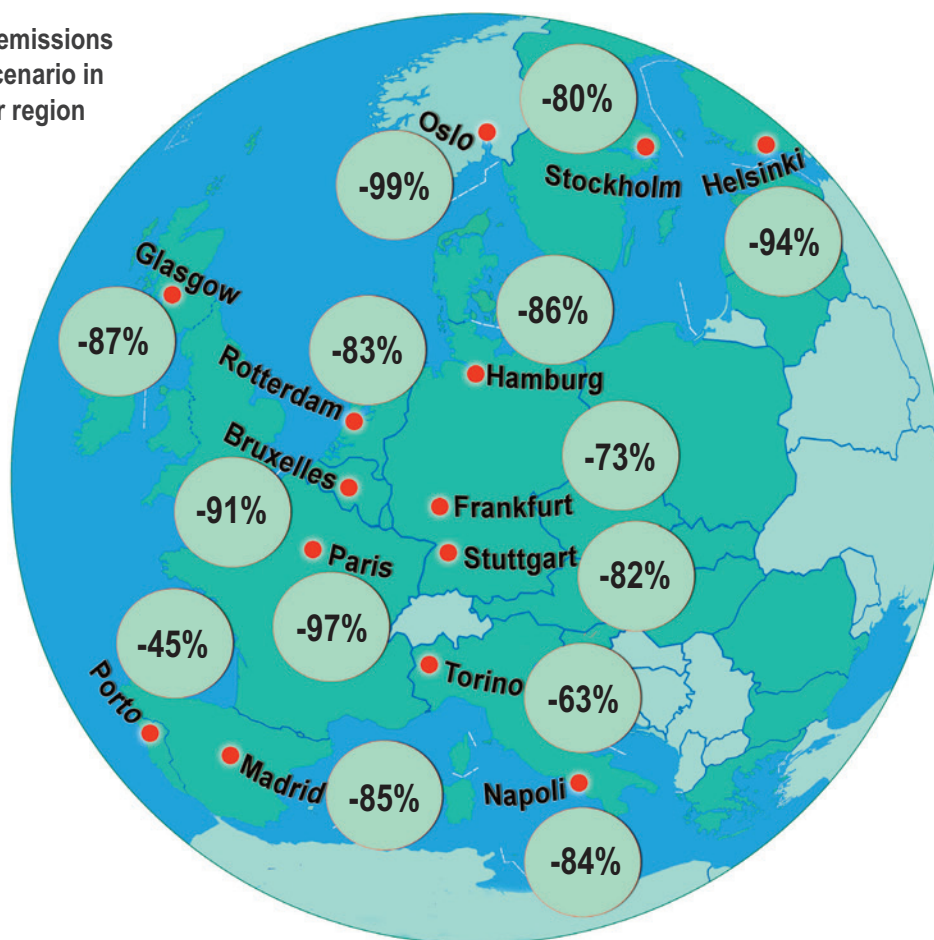 emissions
cenario in
r region
-80%
Oslo
-99%
Stockholm
Helsinki
-94%
Glasgow
-87%
-86%
-83%
Rotterdam
Hamburg
Bruxelles
-73%
-91%
Frankfurt
Paris
Stuttgart
-82%
-97%
-45%
Torino
-63%
Porto
Madrid
-85%
Napoli
-84%